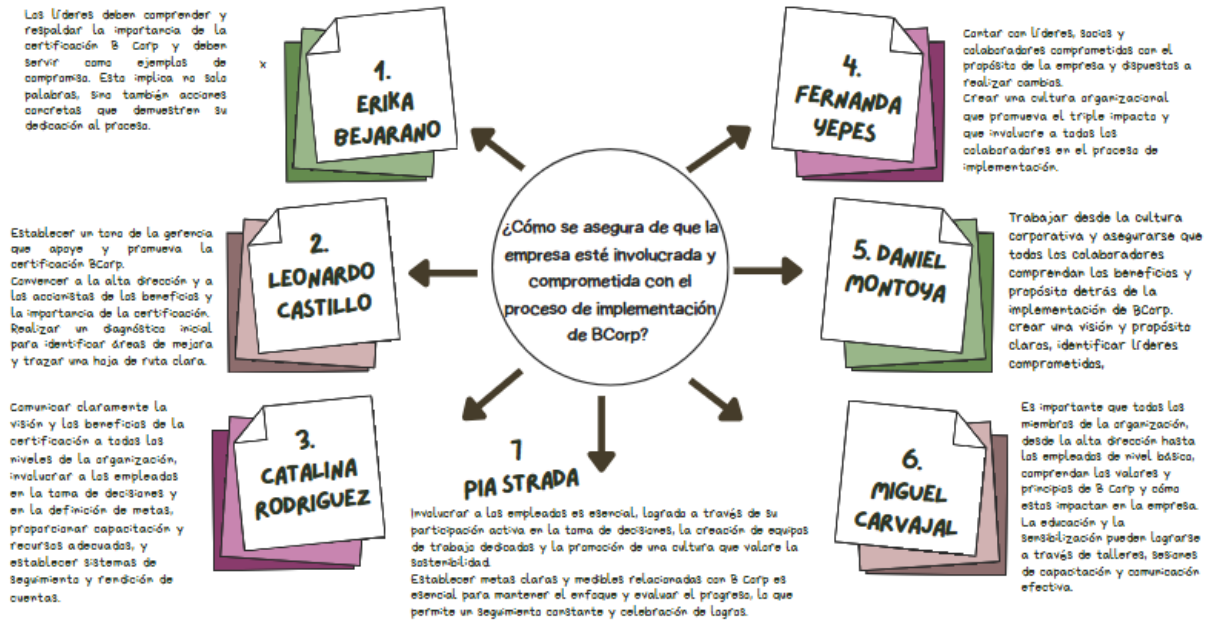 Los líderes deben comprender y
respaldar la importancia de la
certificación B Corp y deben
servir como ejemplos de
compromiso. Esto implica no solo
palabras, sino también acciones
concretas que demuestren su
dedicación al proceso.
x
1.
ERIKA
BEJARANO
Establecer un tono de la gerencia
que apoye y promueva la
certificación BCorp.
Convencer a la alta dirección y a
los accionistas de los beneficios y
la importancia de la certificación.
Realizar un diagnóstico inicial
para identificar áreas de mejora
y trazar una hoja de ruta clara.
2.
LEONARDO
CASTILLO
Comunicar claramente la
visión y los beneficios de la
certificación a todos los
niveles de la organización,
involucrar a los empleados
en la toma de decisiones y
en la definición de metas,
proporcionar capacitación y
recursos adecuados, y
establecer sistemas de
seguimiento y rendición de
cuentas.
3.
CATALINA
RODRIGUEZ
¿Cómo se asegura de que la
empresa esté involucrada y
comprometida con el
proceso de implementación
de BCorp?
4.
FERNANDA
YEPES
Contar con líderes, socios y
colaboradores comprometidos con el
propósito de la empresa y dispuestos a
realizar cambios.
Crear una cultura organizacional
que promueva el triple impacto y
que involucre a todos los
colaboradores en el proceso de
implementación.
5. DANIEL
MONTOYA
Trabajar desde la cultura
corporativa y asegurarse que
todos los colaboradores
comprendan los beneficios y
propósito detrás de la
implementación de BCorp.
crear una visión y propósito
claros, identificar líderes
comprometidos,
6.
MIGUEL
CARVAJAL
Es importante que todos los
miembros de la organización,
desde la alta dirección hasta
los empleados de nivel básico,
comprendan los valores y
principios de B Corp y cómo
estos impactan en la empresa.
La educación y la
sensibilización pueden lograrse
a través de talleres, sesiones
de capacitación y comunicación
efectiva.
7
PIA STRADA
Involucrar a los empleados es esencial, logrado a través de su
participación activa en la toma de decisiones, la creación de equipos
de trabajo dedicados y la promoción de una cultura que valore la
sostenibilidad.
Establecer metas claras y medibles relacionadas con B Corp es
esencial para mantener el enfoque y evaluar el progreso, lo que
permite un seguimiento constante y celebración de logros.